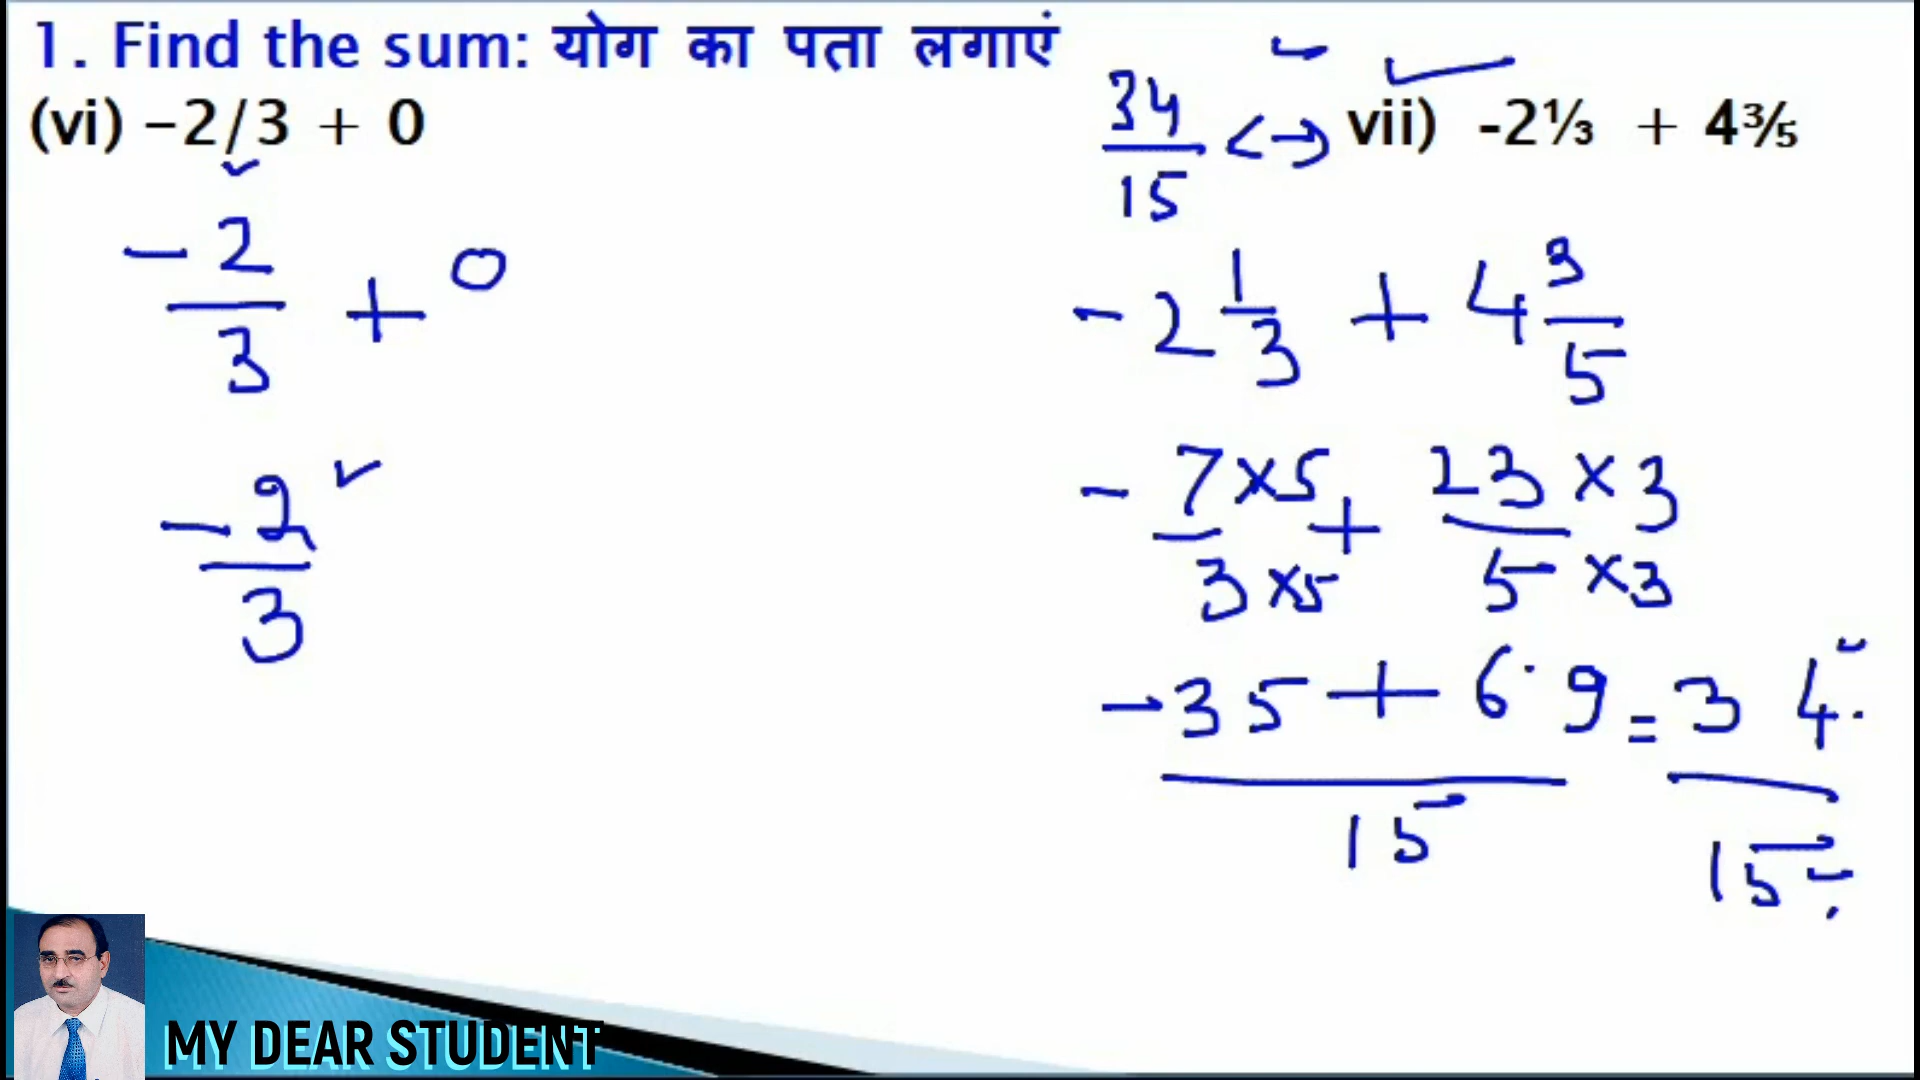 1. Find the sum: योग का पता लगाएं
(vi) -2/3 + 0
34/15 <-> vii) -2⅓ + 4⅗
-2/3 + 0
-2 1/3 + 4 3/5
-2/3
- 7×5/3×5 + 23×3/5×3
-35+69/15 = 34/15
MY DEAR STUDENT